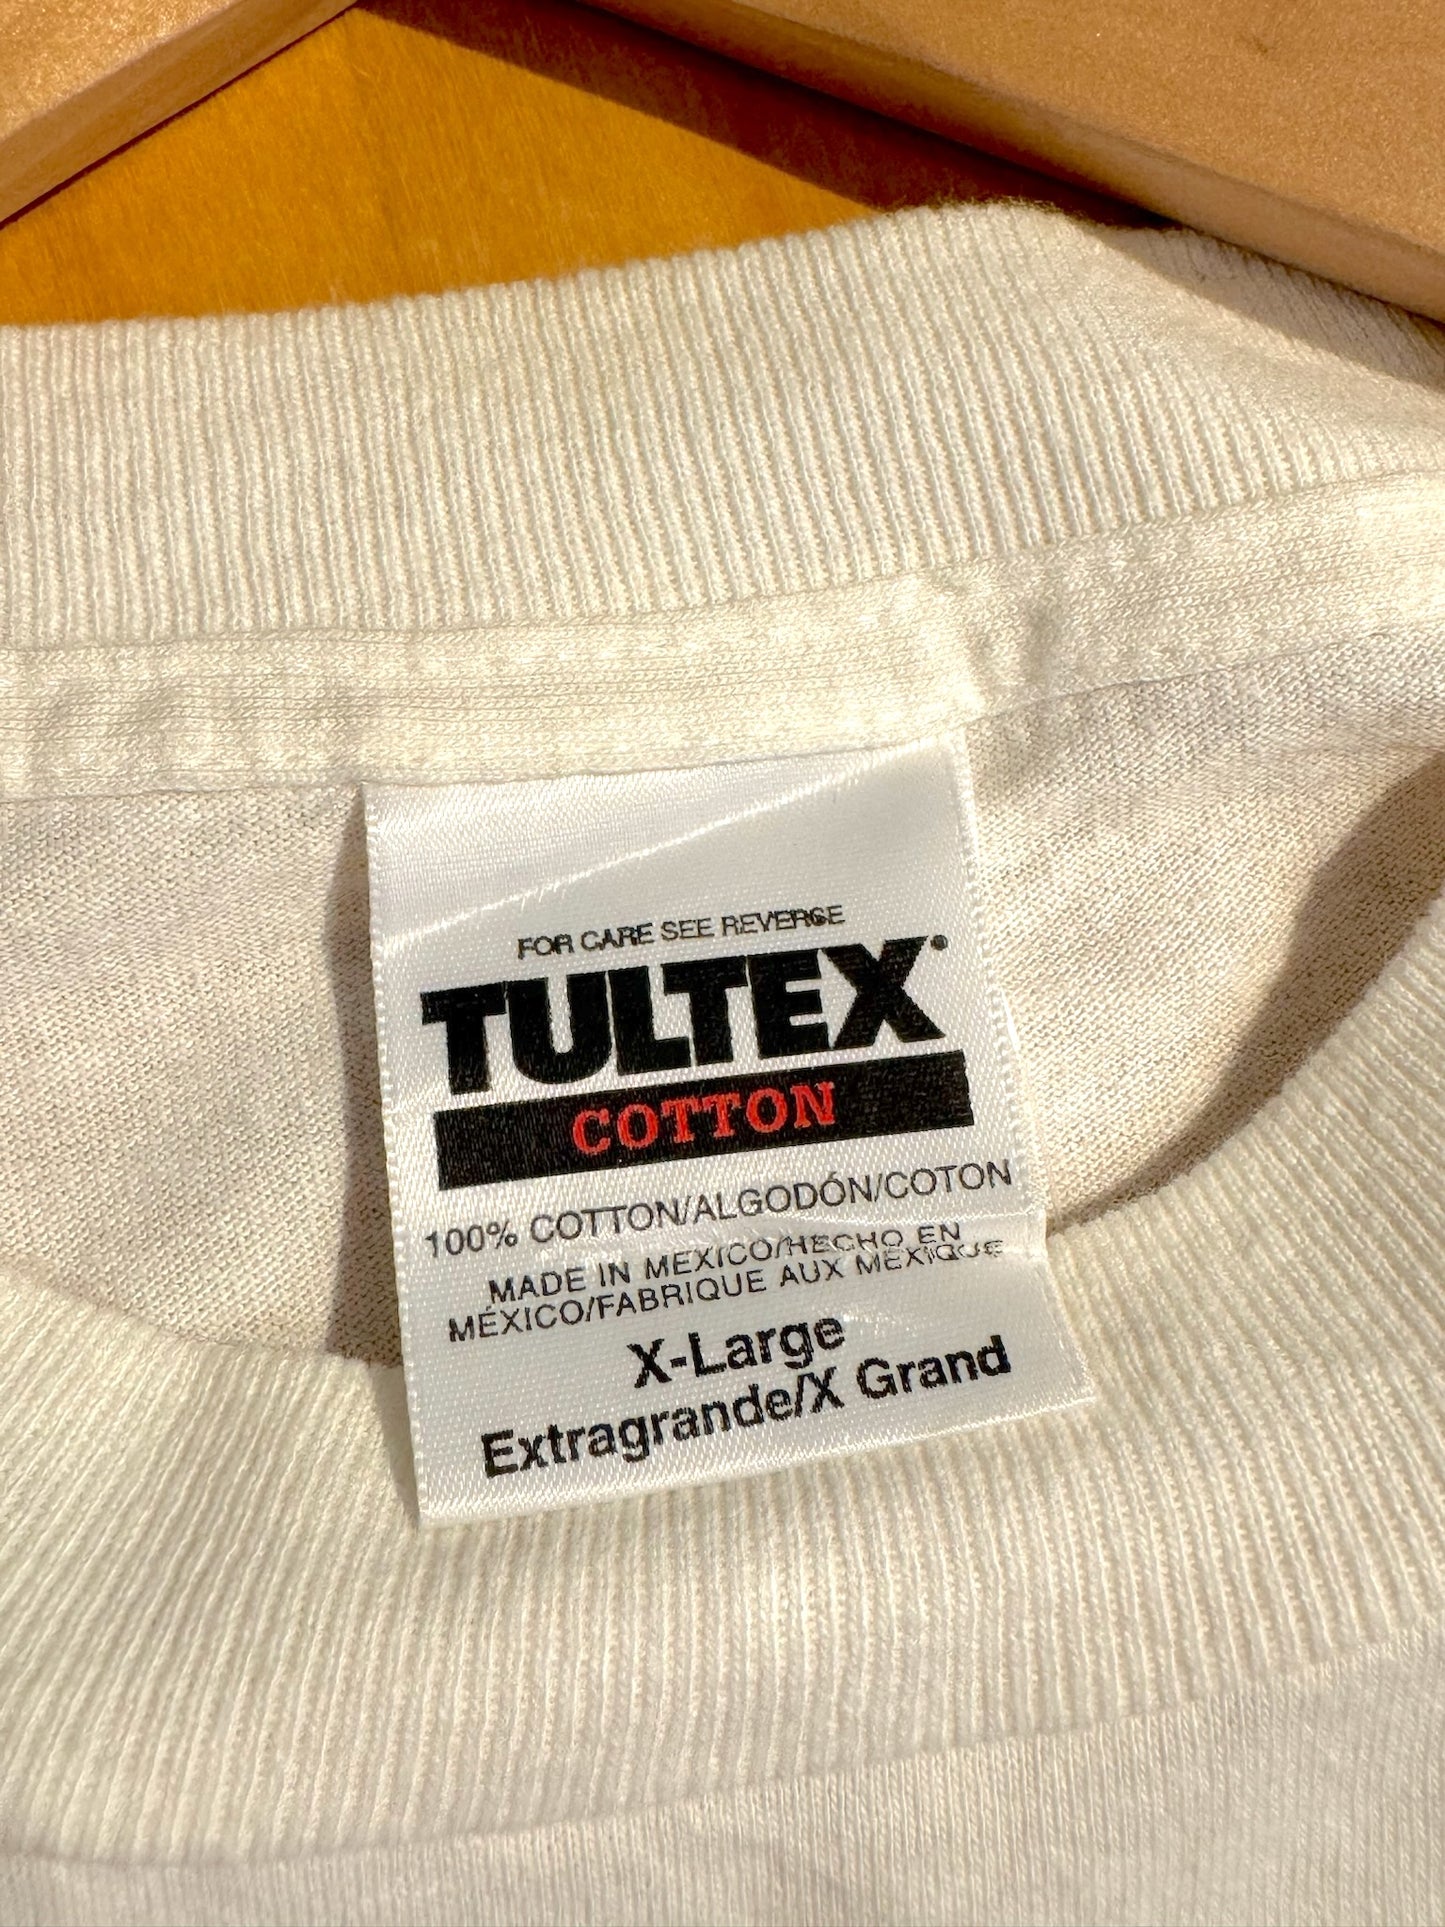 FOR CARE SEE REVERSE
TULTEX®
COTTON
100% COTTON/ALGODÓN/COTON
MADE IN MEXICO/HECHO EN
MÉXICO/FABRIQUE AUX MEXIQUE
X-Large
Extragrande/X Grand